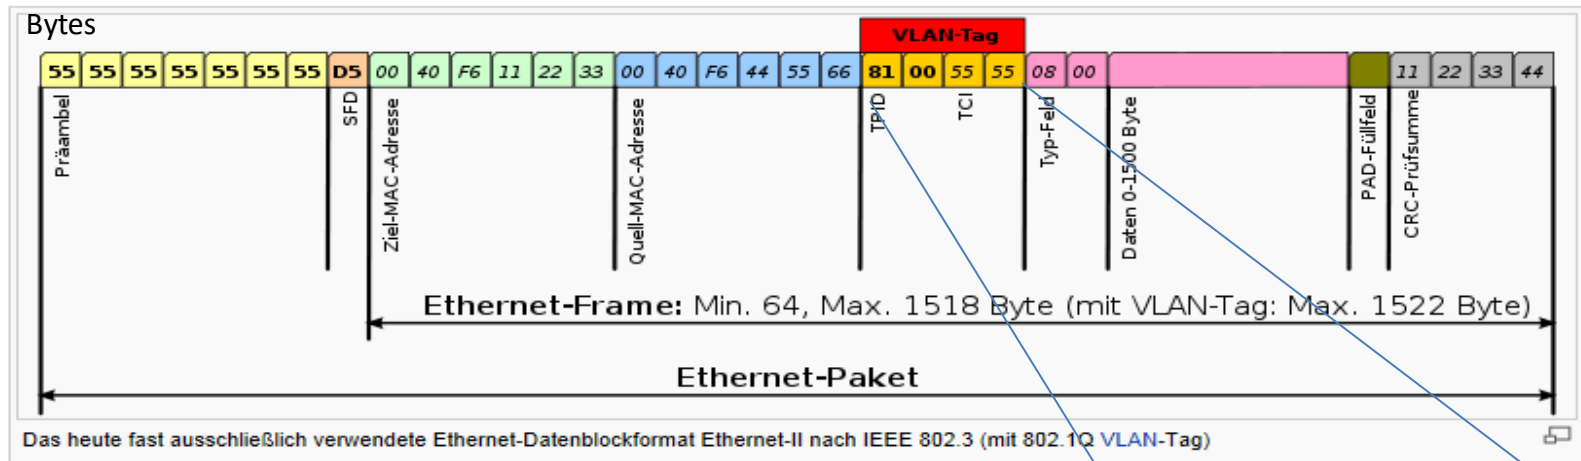 Bytes
VLAN-Tag
55 55 55 55 55 55 55 D5 00 40 F6 11 22 33 00 40 F6 44 55 66 81 00 55 55 08 00 11 22 33 44
Präambel
SFD
Ziel-MAC-Adresse
Quell-MAC-Adresse
TPID
TCI
Typ-Feld
Daten 0-1500 Byte
PAD-Füllfeld
CRC-Prüfsumme
Ethernet-Frame: Min. 64, Max. 1518 Byte (mit VLAN-Tag: Max. 1522 Byte)
Ethernet-Paket
Das heute fast ausschließlich verwendete Ethernet-Datenblockformat Ethernet-II nach IEEE 802.3 (mit 802.1Q VLAN-Tag)